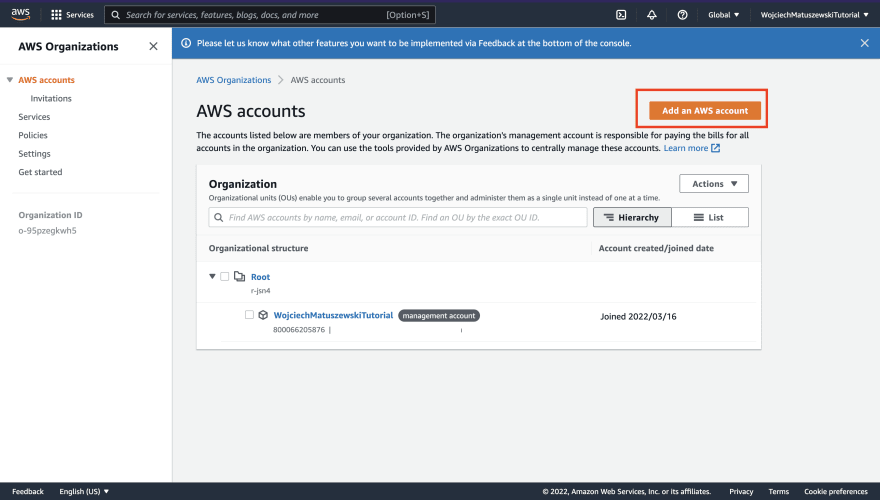 aws
Services
Search for services, features, blogs, docs, and more
[Option+S]
Global ▼
WojciechMatuszewskiTutorial ▼
AWS Organizations
Please let us know what other features you want to be implemented via Feedback at the bottom of the console.
AWS accounts
Invitations
Services
Policies
Settings
Get started
Organization ID
o-95pzegkwh5
AWS Organizations > AWS accounts
AWS accounts
Add an AWS account
The accounts listed below are members of your organization. The organization's management account is responsible for paying the bills for all
accounts in the organization. You can use the tools provided by AWS Organizations to centrally manage these accounts. Learn more
Organization
Actions ▼
Organizational units (OUs) enable you to group several accounts together and administer them as a single unit instead of one at a time.
Find AWS accounts by name, email, or account ID. Find an OU by the exact OU ID.
Hierarchy
List
Organizational structure
Account created/joined date
Root
r-jsn4
WojciechMatuszewskiTutorial management account
Joined 2022/03/16
800066205876 |
Feedback
English (US) ▼
© 2022, Amazon Web Services, Inc. or its affiliates.
Privacy
Terms
Cookie preferences